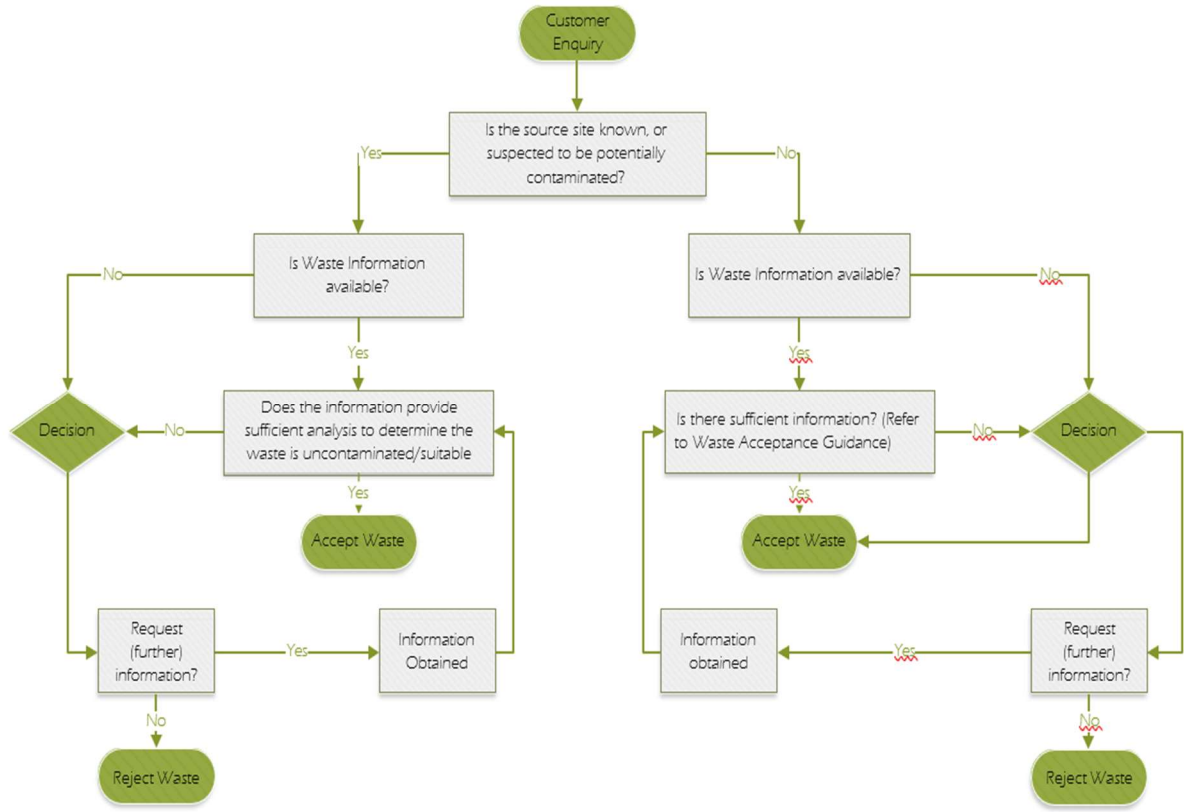 Customer
Enquiry
Is the source site known, or
suspected to be potentially
contaminated?
Yes
No
Is Waste Information
available?
No
Is Waste Information available?
No
Yes
Yes
Decision
No
Does the information provide
sufficient analysis to determine the
waste is uncontaminated/suitable
Is there sufficient information? (Refer
to Waste Acceptance Guidance)
No
Decision
Yes
Yes
Accept Waste
Accept Waste
Request
(further)
information?
Yes
Information
Obtained
Information
obtained
Yes
Request
(further)
information?
No
No
Reject Waste
Reject Waste